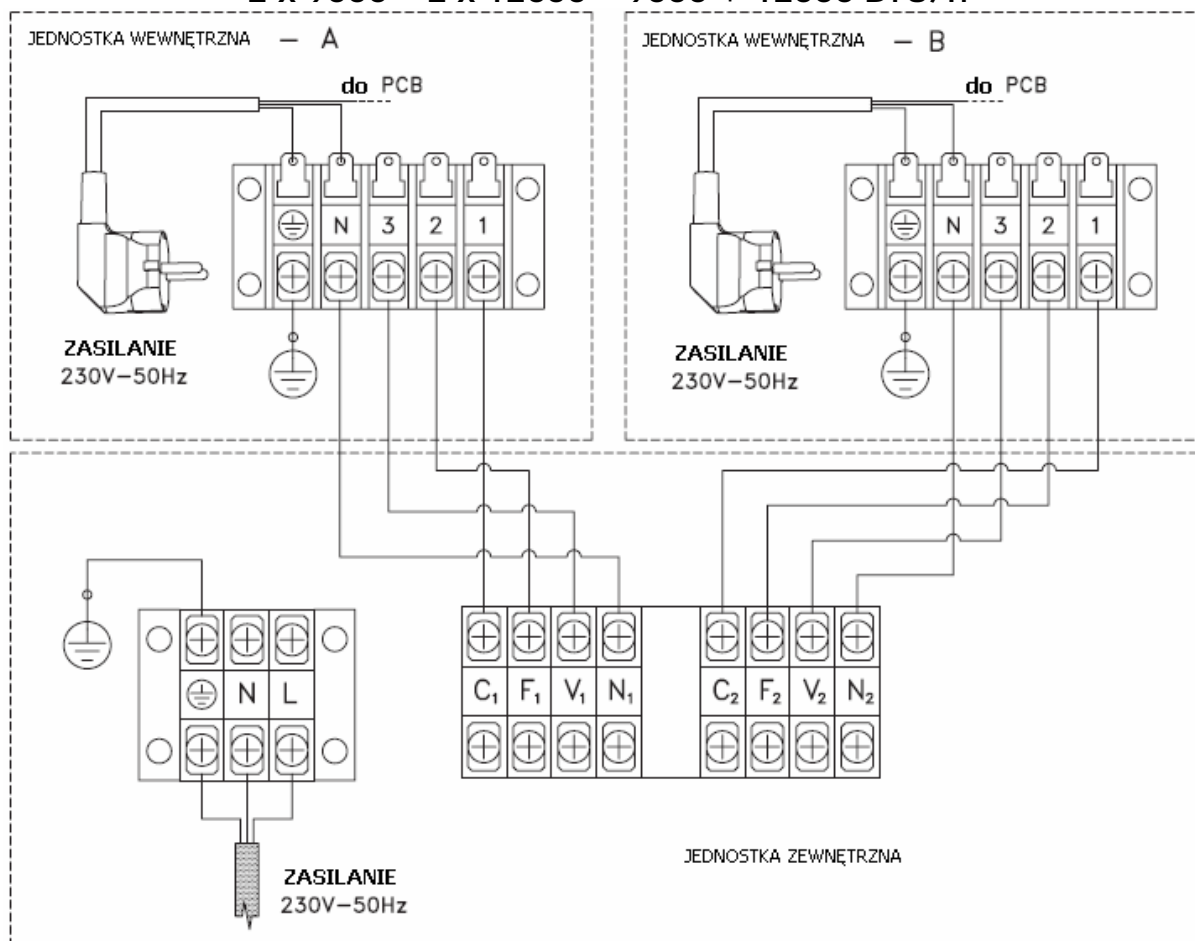 JEDNOSTKA WEWNĘTRZNA — A
do PCB
⏚ N 3 2 1
ZASILANIE
230V–50Hz
JEDNOSTKA WEWNĘTRZNA — B
do PCB
⏚ N 3 2 1
ZASILANIE
230V–50Hz
⏚ N L
C₁ F₁ V₁ N₁ C₂ F₂ V₂ N₂
JEDNOSTKA ZEWNĘTRZNA
ZASILANIE
230V–50Hz